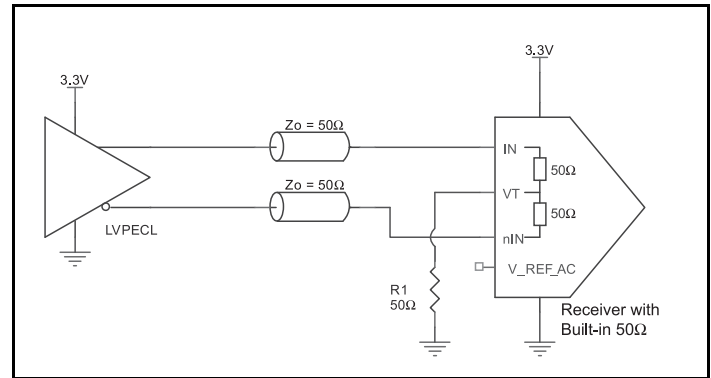 3.3V
3.3V
Zo = 50Ω
IN
50Ω
Zo = 50Ω
VT
50Ω
LVPECL
nIN
V_REF_AC
R1
50Ω
Receiver with
Built-in 50Ω